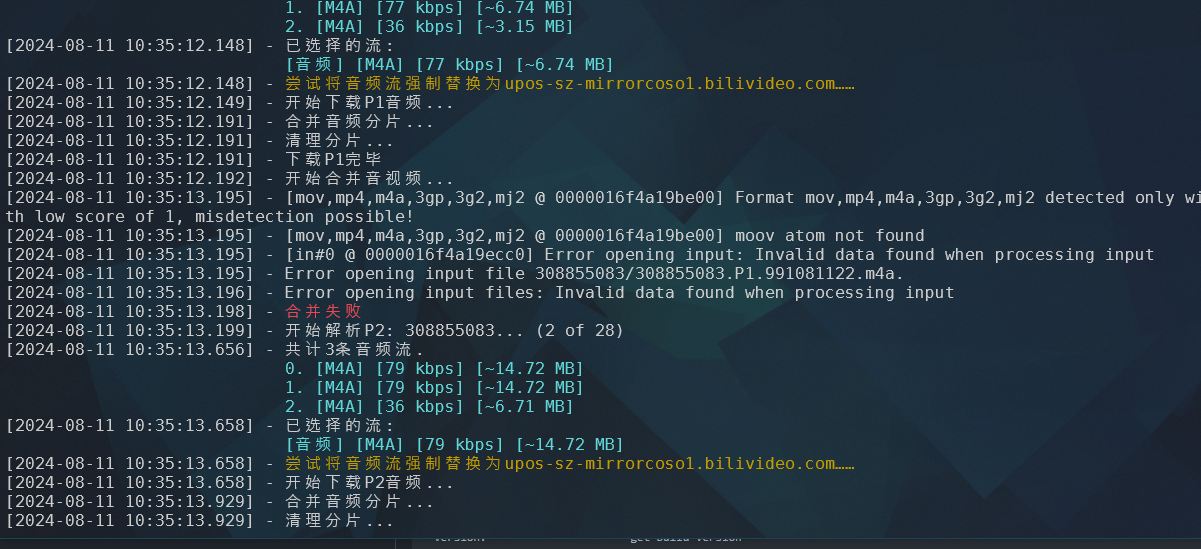 1. [M4A] [77 kbps] [~6.74 MB]
2. [M4A] [36 kbps] [~3.15 MB]
[2024-08-11 10:35:12.148] - 已选择的流:
[音频] [M4A] [77 kbps] [~6.74 MB]
[2024-08-11 10:35:12.148] - 尝试将音频流强制替换为upos-sz-mirrorcoso1.bilivideo.com……
[2024-08-11 10:35:12.149] - 开始下载P1音频...
[2024-08-11 10:35:12.191] - 合并音频分片...
[2024-08-11 10:35:12.191] - 清理分片...
[2024-08-11 10:35:12.191] - 下载P1完毕
[2024-08-11 10:35:12.192] - 开始合并音视频...
[2024-08-11 10:35:13.195] - [mov,mp4,m4a,3gp,3g2,mj2 @ 0000016f4a19be00] Format mov,mp4,m4a,3gp,3g2,mj2 detected only wi
th low score of 1, misdetection possible!
[2024-08-11 10:35:13.195] - [mov,mp4,m4a,3gp,3g2,mj2 @ 0000016f4a19be00] moov atom not found
[2024-08-11 10:35:13.195] - [in#0 @ 0000016f4a19ecc0] Error opening input: Invalid data found when processing input
[2024-08-11 10:35:13.195] - Error opening input file 308855083/308855083.P1.991081122.m4a.
[2024-08-11 10:35:13.196] - Error opening input files: Invalid data found when processing input
[2024-08-11 10:35:13.198] - 合并失败
[2024-08-11 10:35:13.199] - 开始解析P2: 308855083... (2 of 28)
[2024-08-11 10:35:13.656] - 共计3条音频流.
0. [M4A] [79 kbps] [~14.72 MB]
1. [M4A] [79 kbps] [~14.72 MB]
2. [M4A] [36 kbps] [~6.71 MB]
[2024-08-11 10:35:13.658] - 已选择的流:
[音频] [M4A] [79 kbps] [~14.72 MB]
[2024-08-11 10:35:13.658] - 尝试将音频流强制替换为upos-sz-mirrorcoso1.bilivideo.com……
[2024-08-11 10:35:13.658] - 开始下载P2音频...
[2024-08-11 10:35:13.929] - 合并音频分片...
[2024-08-11 10:35:13.929] - 清理分片...